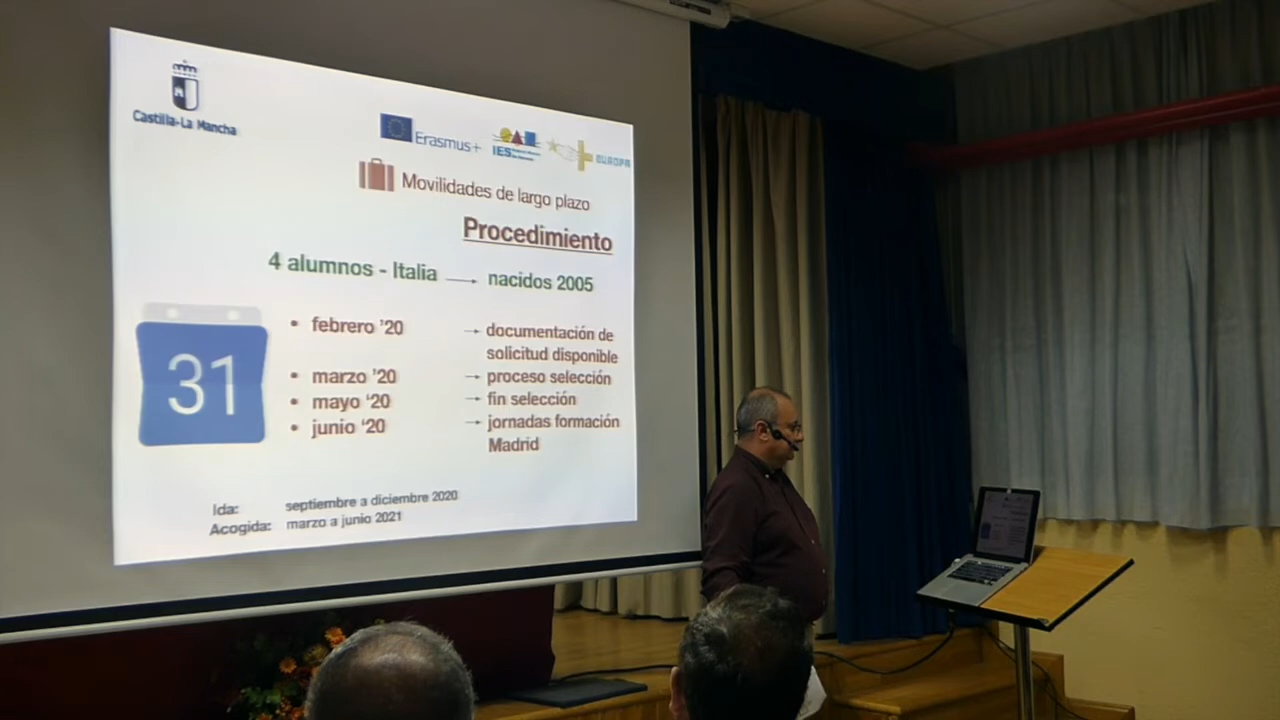 Castilla-La Mancha
Erasmus+
IES
EUROPA
Movilidades de largo plazo
Procedimiento
4 alumnos - Italia → nacidos 2005
31
• febrero '20 → documentación de
solicitud disponible
• marzo '20 → proceso selección
• mayo '20 → fin selección
• junio '20 → jornadas formación
Madrid
Ida: septiembre a diciembre 2020
Acogida: marzo a junio 2021